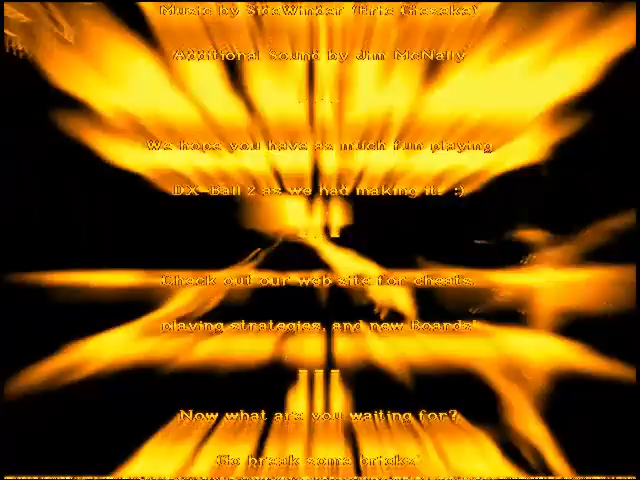 Music by SideWinder (Eric Gieseke)
Additional Sound by Jim McNally
. . . .
We hope you have as much fun playing
DX-Ball 2 as we had making it! :)
Check out our web site for cheats,
playing strategies, and new Boards!
Now what are you waiting for?
Go break some bricks!